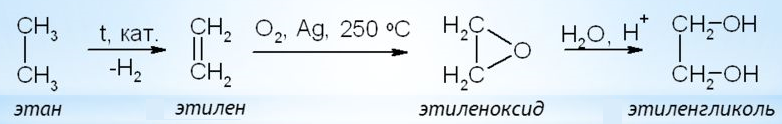 CH₃ CH₃ этан
t, кат. -H₂
CH₂ CH₂ этилен
O₂, Ag, 250 ºC
H₂C H₂C O этиленоксид
H₂O, H⁺
CH₂–OH CH₂–OH этиленгликоль